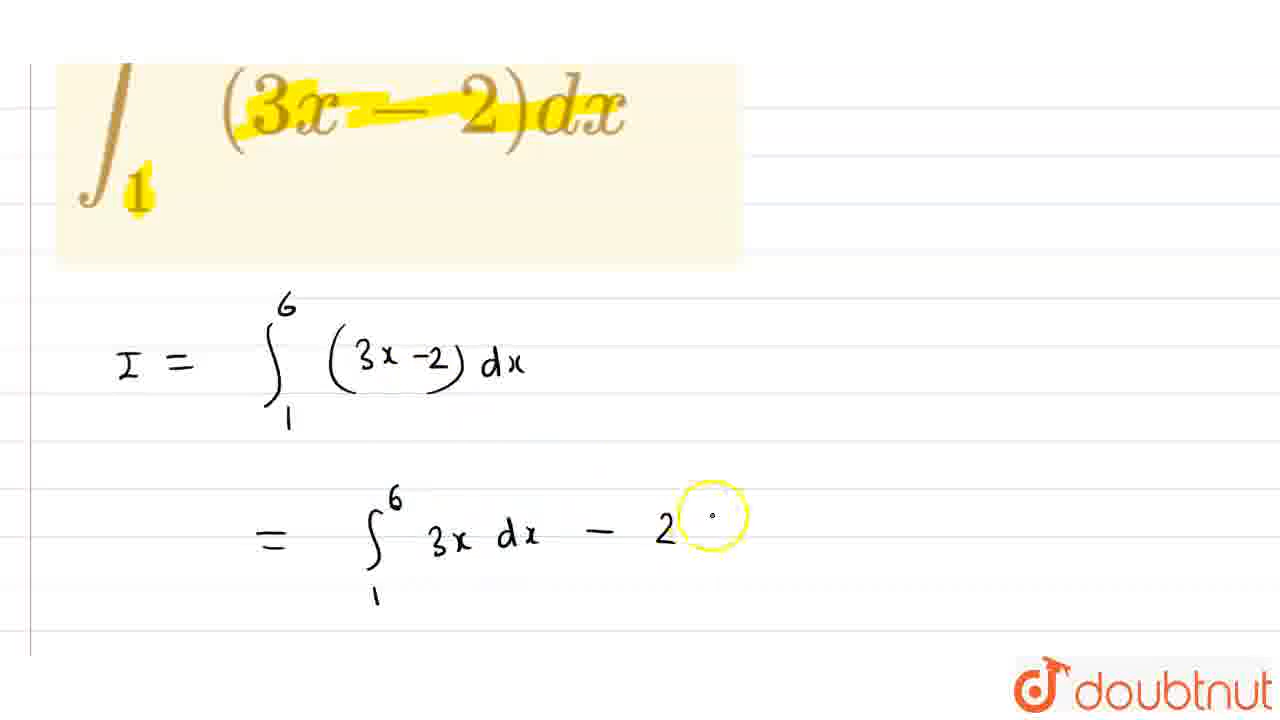 ∫₁ (3x − 2)dx
I = ∫₁⁶ (3x -2) dx
= ∫₁⁶ 3x dx − 2
doubtnut